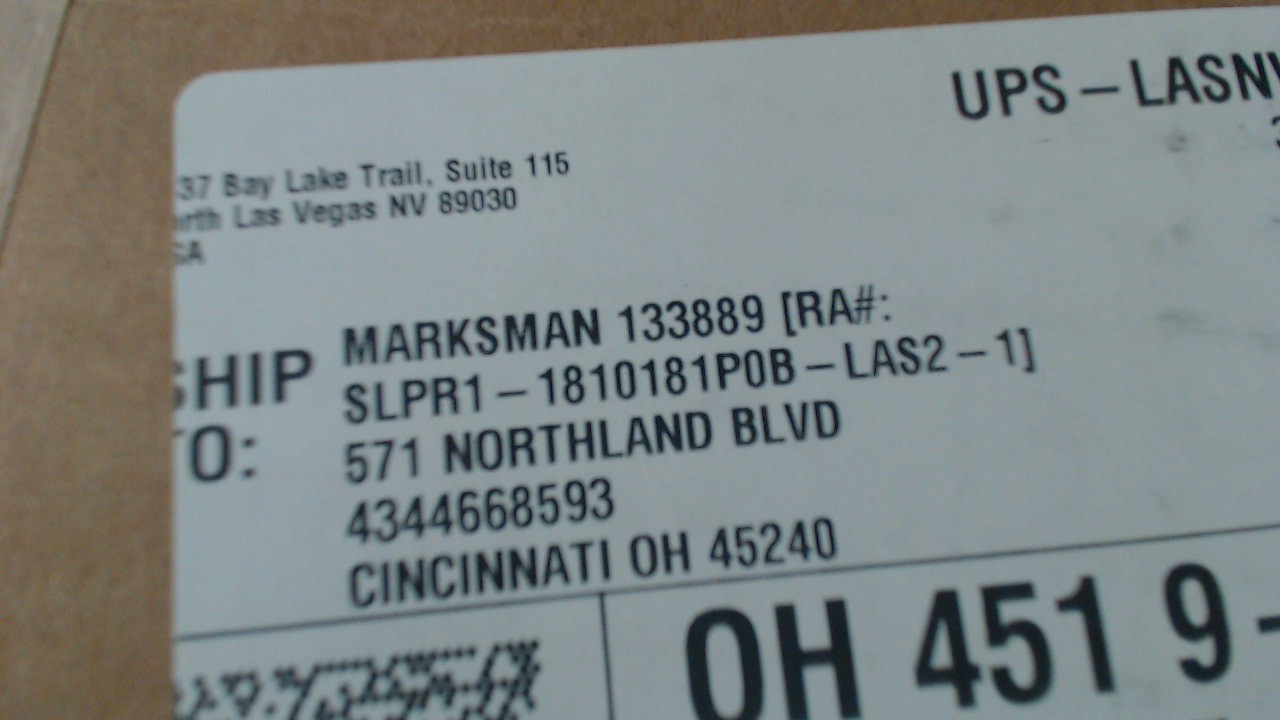 UPS – LASNV
37 Bay Lake Trail, Suite 115
rth Las Vegas NV 89030
SA
SHIP
TO:
MARKSMAN 133889 [RA#:
SLPR1 – 1810181P0B – LAS2 – 1]
571 NORTHLAND BLVD
4344668593
CINCINNATI OH 45240
OH 451 9 -